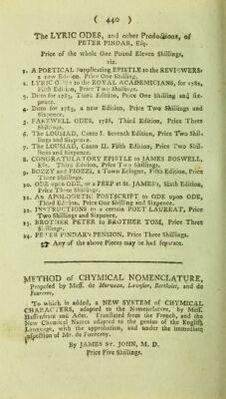 ( 440 )
The LYRIC ODES, and other Productions, of
PETER PINDAR, Esq.
Price of the whole One Pound Eleven Shillings,
viz.
1. A POETICAL Supplicating EPISTLE to the REVIEWERS:
a new Edition. Price One Shilling.
2. LYRIC ODES to the ROYAL ACADEMICIANS, for 1782,
Fifth Edition, Price Two Shillings.
3. Ditto for 1783, Third Edition, Price One Shilling and Six-
pence.
4. Ditto for 1785, a new Edition, Price Two Shillings and
Sixpence.
5. FAREWELL ODES, 1786, Third Edition, Price Three
Shillings.
6. The LOUSIAD, Canto I. Seventh Edition, Price Two Shil-
lings and Sixpence.
7. The LOUSIAD, Canto II. Fifth Edition, Price Two Shil-
lings and Sixpence.
8. CONGRATULATORY EPISTLE to JAMES BOSWELL,
Esq. Third Edition, Price Two Shillings.
9. BOZZY and PIOZZI, a Town Eclogue, Fifth Edition, Price
Three Shillings.
10. ODE upon ODE, or a PEEP at St. JAMES's, Sixth Edition,
Price Three Shillings.
11. An APOLOGETIC POSTSCRIPT to ODE upon ODE,
Third Edition, Price One Shilling and Sixpence.
12. INSTRUCTIONS to a certain POET LAUREAT, Price
Two Shillings and Sixpence.
13. BROTHER PETER to BROTHER TOM, Price Three
Shillings.
14. PETER PINDAR's PENSION, Price Three Shillings.
Any of the above Pieces may be had separate.
METHOD of CHYMICAL NOMENCLATURE,
Proposed by Mess. de Morveau, Lavoisier, Bertholet, and de
Fourcroy,
To which is added, a NEW SYSTEM of CHYMICAL
CHARACTERS, adapted to the Nomenclature, by Mess.
Hassenfratz and Adet. Translated from the French, and the
New Chymical Names adapted to the genius of the English
Language, with the approbation, and under the immediate
inspection of Mr. de Fourcroy.
By JAMES ST. JOHN, M. D.
Price Five Shillings.